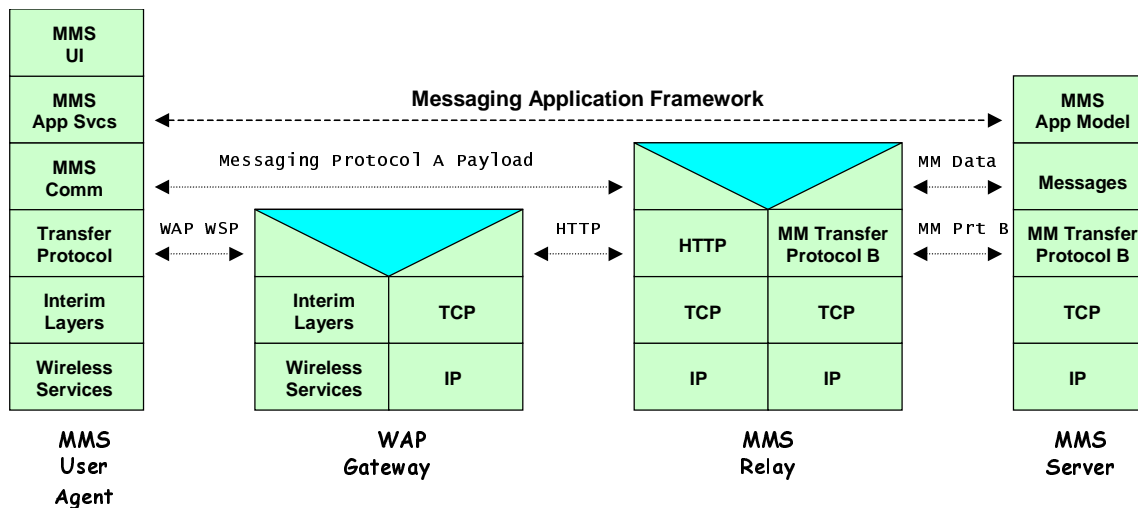 MMS
UI
MMS
App Svcs
Messaging Application Framework
MMS
App Model
MMS
Comm
Messaging Protocol A Payload
MM Data
Messages
Transfer
Protocol
WAP WSP
HTTP
HTTP
MM Transfer
Protocol B
MM Prt B
MM Transfer
Protocol B
Interim
Layers
Interim
Layers
TCP
TCP
TCP
TCP
Wireless
Services
Wireless
Services
IP
IP
IP
IP
MMS
User
Agent
WAP
Gateway
MMS
Relay
MMS
Server